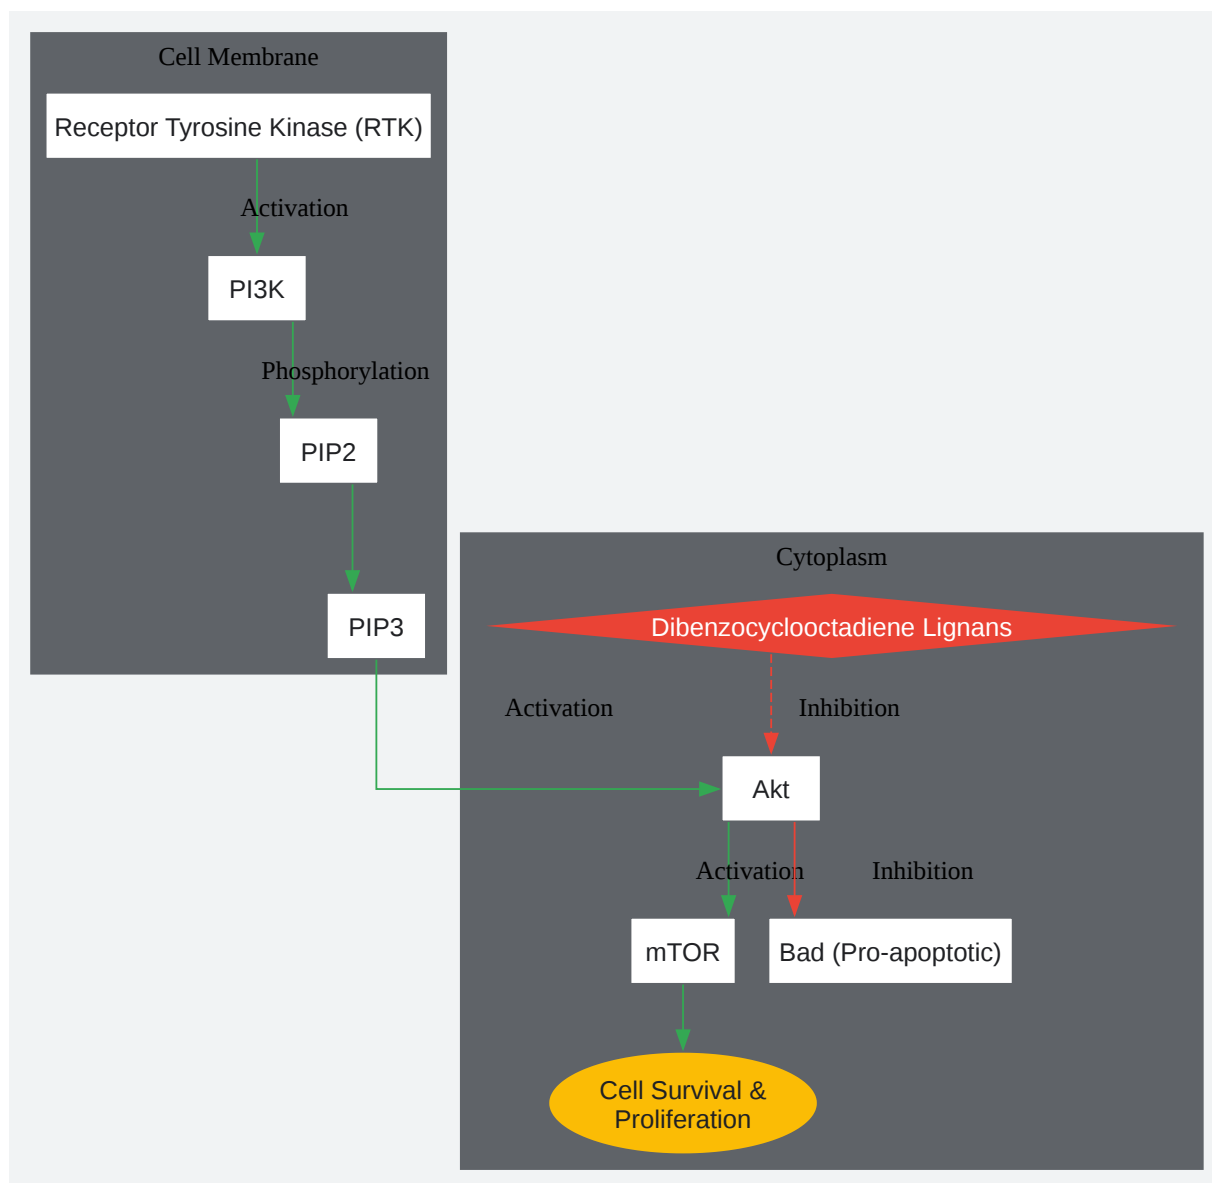 Cell Membrane
Receptor Tyrosine Kinase (RTK)
Activation
PI3K
Phosphorylation
PIP2
PIP3
Cytoplasm
Dibenzocyclooctadiene Lignans
Activation
Inhibition
Akt
Activation
Inhibition
mTOR
Bad (Pro-apoptotic)
Cell Survival &
Proliferation